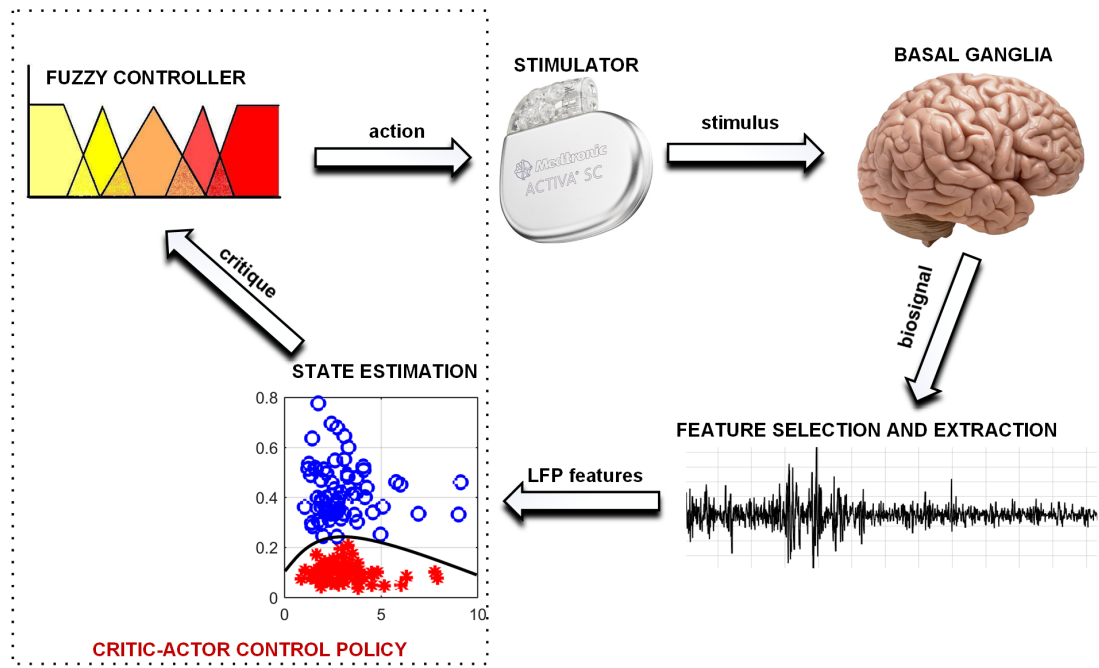 FUZZY CONTROLLER
action
STIMULATOR
Medtronic
ACTIVA® SC
stimulus
BASAL GANGLIA
critique
biosignal
STATE ESTIMATION
0.8
0.6
0.4
0.2
0
0
5
10
FEATURE SELECTION AND EXTRACTION
LFP features
CRITIC-ACTOR CONTROL POLICY